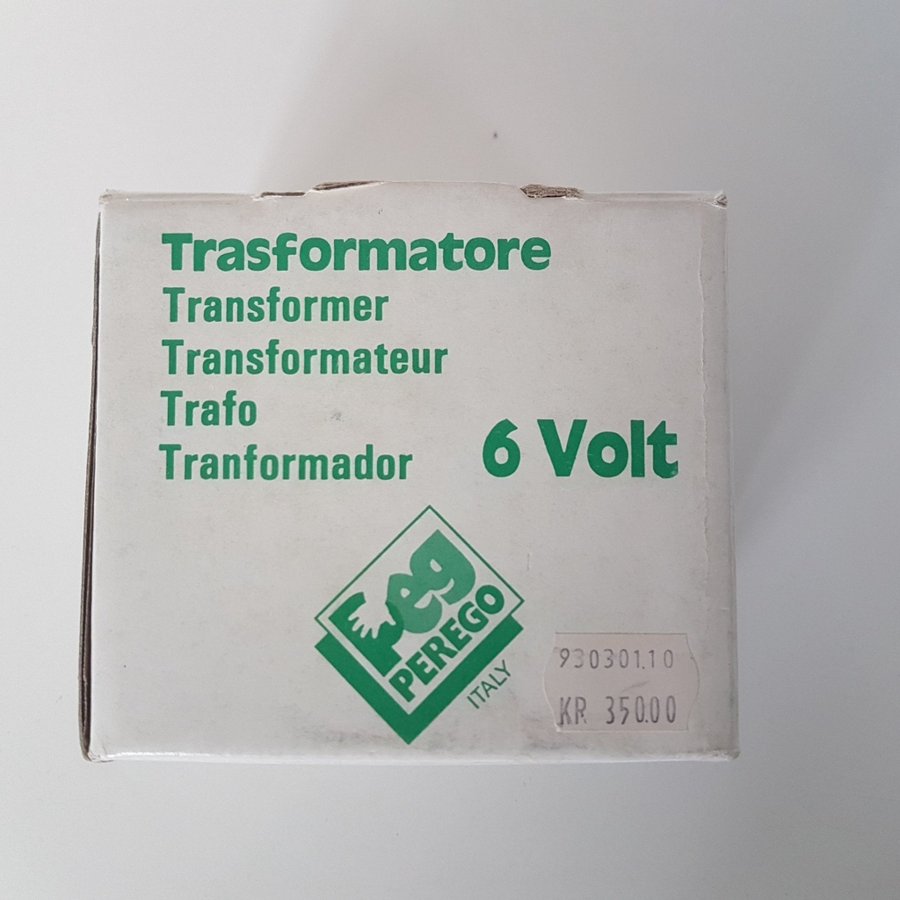 Trasformatore
Transformer
Transformateur
Trafo
Tranformador
6 Volt
Peg
PEREGO
ITALY
930301.10
KR 350.00